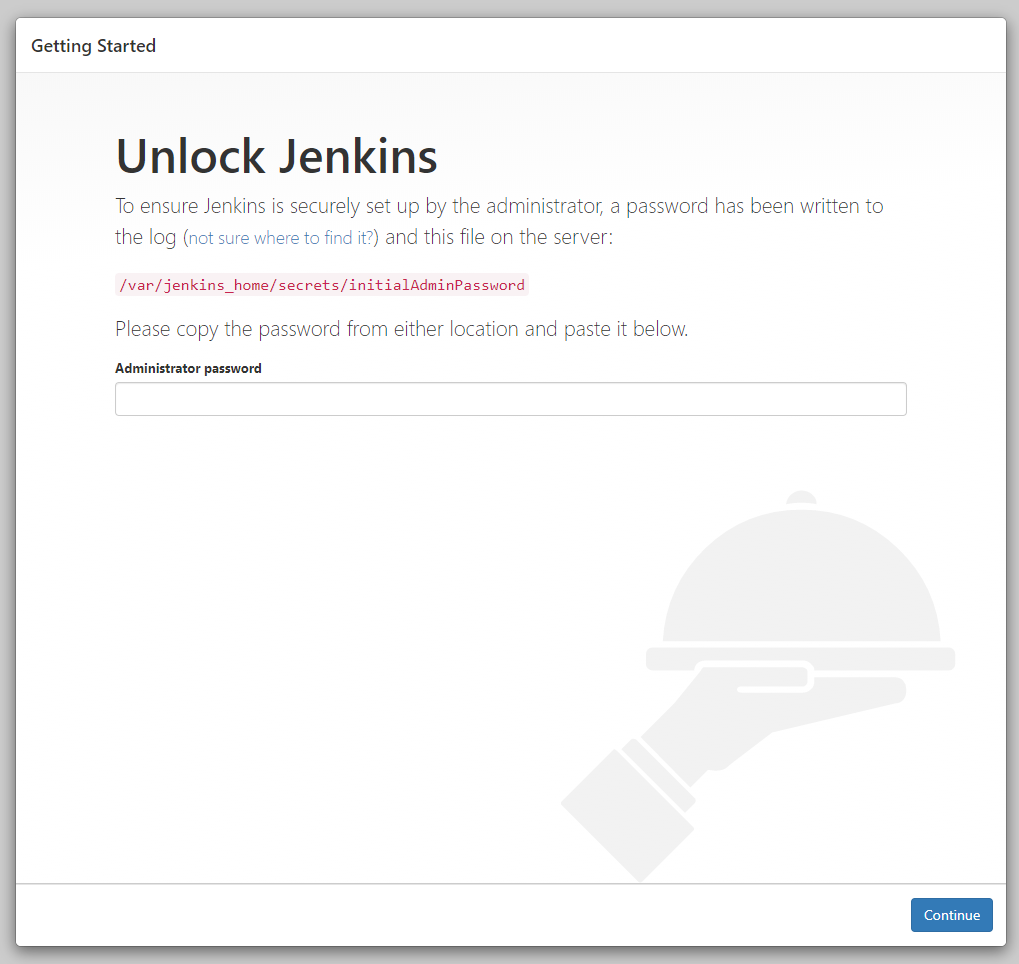 Getting Started
Unlock Jenkins
To ensure Jenkins is securely set up by the administrator, a password has been written to
the log (not sure where to find it?) and this file on the server:
/var/jenkins_home/secrets/initialAdminPassword
Please copy the password from either location and paste it below.
Administrator password
Continue